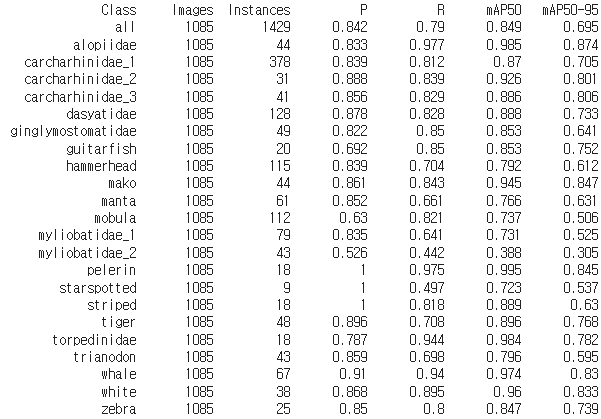 Class Images Instances P R mAP50 mAP50-95
all 1085 1429 0.842 0.79 0.849 0.695
alopiidae 1085 44 0.833 0.977 0.985 0.874
carcharhinidae_1 1085 378 0.839 0.812 0.87 0.705
carcharhinidae_2 1085 31 0.888 0.839 0.926 0.801
carcharhinidae_3 1085 41 0.856 0.829 0.886 0.806
dasyatidae 1085 128 0.878 0.828 0.888 0.733
ginglymostomatidae 1085 49 0.822 0.85 0.853 0.641
guitarfish 1085 20 0.692 0.85 0.853 0.752
hammerhead 1085 115 0.839 0.704 0.792 0.612
mako 1085 44 0.861 0.843 0.945 0.847
manta 1085 61 0.852 0.661 0.766 0.631
mobula 1085 112 0.63 0.821 0.737 0.506
myliobatidae_1 1085 79 0.835 0.641 0.731 0.525
myliobatidae_2 1085 43 0.526 0.442 0.388 0.305
pelerin 1085 18 1 0.975 0.995 0.845
starspotted 1085 9 1 0.497 0.723 0.537
striped 1085 18 1 0.818 0.889 0.63
tiger 1085 48 0.896 0.708 0.896 0.768
torpedinidae 1085 18 0.787 0.944 0.984 0.782
trianodon 1085 43 0.859 0.698 0.796 0.595
whale 1085 67 0.91 0.94 0.974 0.83
white 1085 38 0.868 0.895 0.96 0.833
zebra 1085 25 0.85 0.8 0.847 0.739